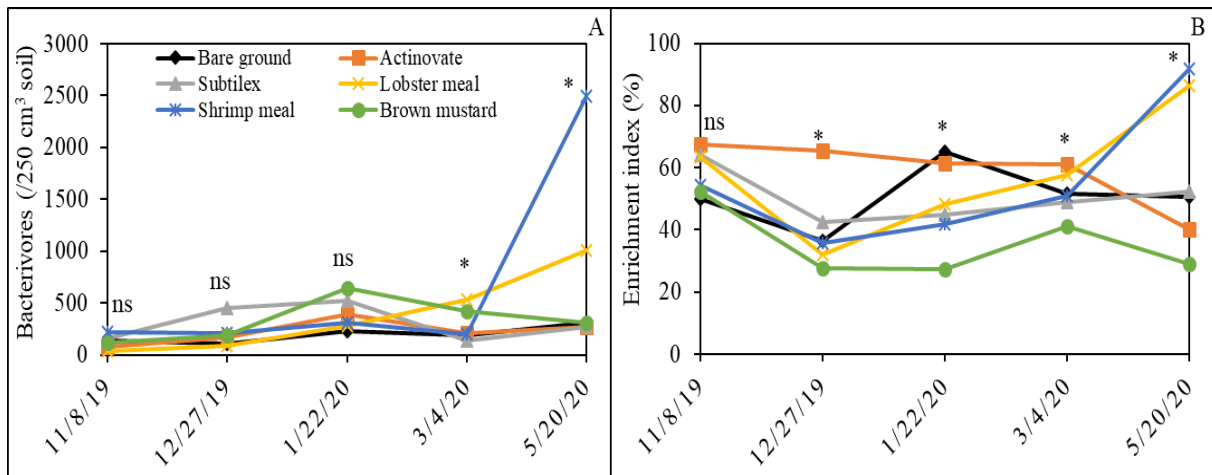 A
Bacterivores (/250 cm³ soil)
3000
2500
2000
1500
1000
500
0
Bare ground
Actinovate
Subtilex
Lobster meal
Shrimp meal
Brown mustard
ns
ns
ns
*
*
11/8/19
12/27/19
1/22/20
3/4/20
5/20/20
B
Enrichment index (%)
100
80
60
40
20
0
ns
*
*
*
*
11/8/19
12/27/19
1/22/20
3/4/20
5/20/20